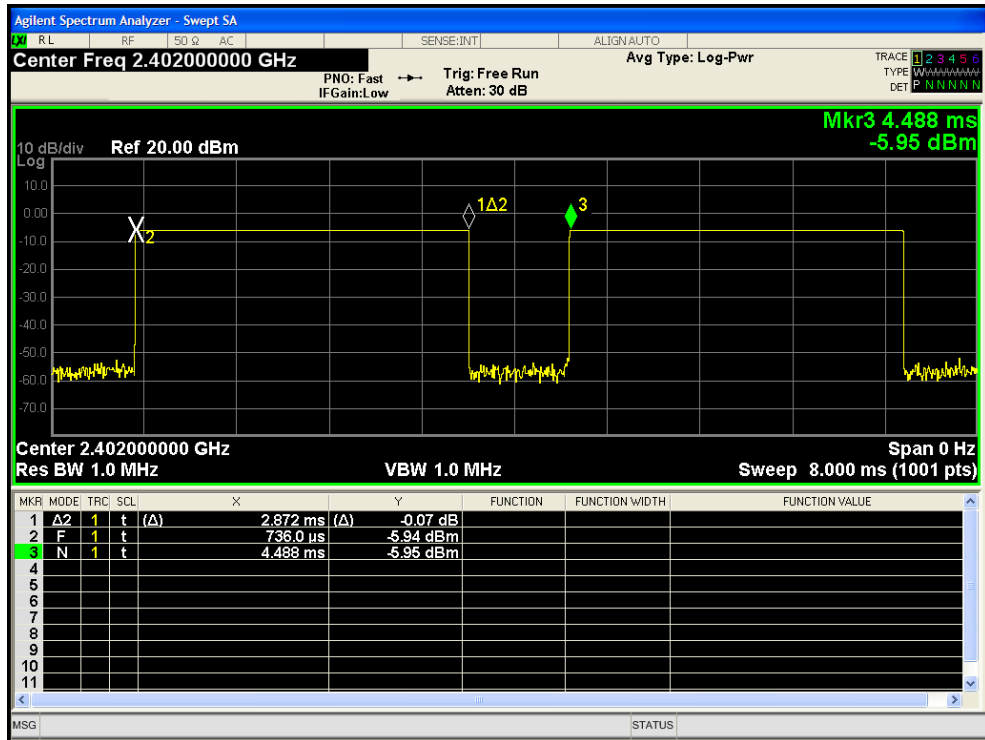 Agilent Spectrum Analyzer - Swept SA
LXI RL RF 50 Ω AC SENSE:INT ALIGNAUTO
Center Freq 2.402000000 GHz
PNO: Fast
IFGain:Low
Trig: Free Run
Atten: 30 dB
Avg Type: Log-Pwr
TRACE 1 2 3 4 5 6
TYPE WWWWWW
DET P N N N N N
Mkr3 4.488 ms
-5.95 dBm
10 dB/div Ref 20.00 dBm
Log
10.0
0.00
-10.0
-20.0
-30.0
-40.0
-50.0
-60.0
-70.0
X2
1Δ2
3
Center 2.402000000 GHz Span 0 Hz
Res BW 1.0 MHz VBW 1.0 MHz Sweep 8.000 ms (1001 pts)
MKR MODE TRC SCL X Y FUNCTION FUNCTION WIDTH FUNCTION VALUE
1 Δ2 1 t (Δ) 2.872 ms (Δ) -0.07 dB
2 F 1 t 736.0 µs -5.94 dBm
3 N 1 t 4.488 ms -5.95 dBm
4
5
6
7
8
9
10
11
MSG STATUS